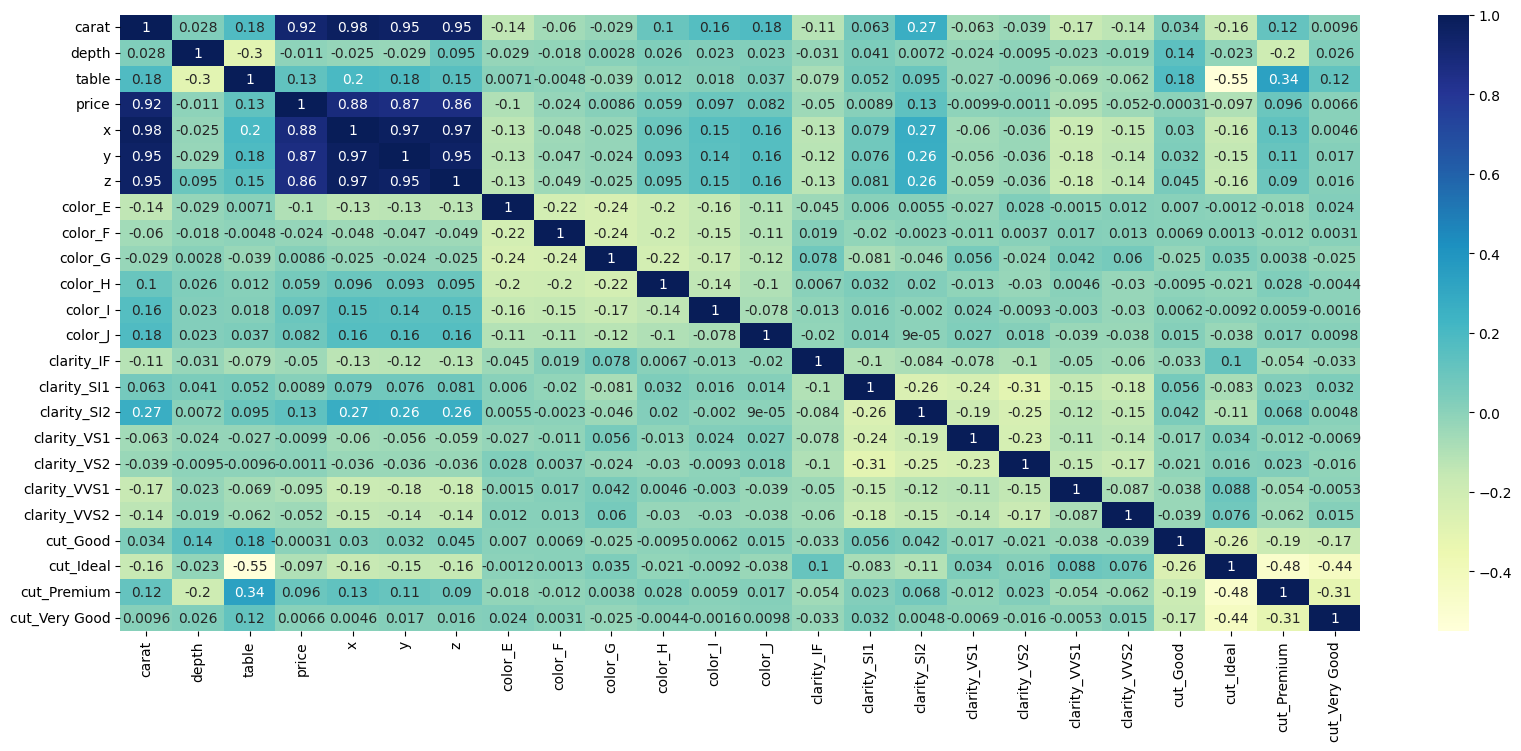 carat 1 0.028 0.18 0.92 0.98 0.95 0.95 -0.14 -0.06 -0.029 0.1 0.16 0.18 -0.11 0.063 0.27 -0.063 -0.039 -0.17 -0.14 0.034 -0.16 0.12 0.0096 1.0
depth 0.028 1 -0.3 -0.011 -0.025 -0.029 0.095 -0.029 -0.018 0.0028 0.026 0.023 0.023 -0.031 0.041 0.0072 -0.024 -0.0095 -0.023 -0.019 0.14 -0.023 -0.2 0.026
table 0.18 -0.3 1 0.13 0.2 0.18 0.15 0.0071 -0.0048 -0.039 0.012 0.018 0.037 -0.079 0.052 0.095 -0.027 -0.0096 -0.069 -0.062 0.18 -0.55 0.34 0.12 0.8
price 0.92 -0.011 0.13 1 0.88 0.87 0.86 -0.1 -0.024 0.0086 0.059 0.097 0.082 -0.05 0.0089 0.13 -0.0099 -0.0011 -0.095 -0.052 -0.00031 -0.097 0.096 0.0066
x 0.98 -0.025 0.2 0.88 1 0.97 0.97 -0.13 -0.048 -0.025 0.096 0.15 0.16 -0.13 0.079 0.27 -0.06 -0.036 -0.19 -0.15 0.03 -0.16 0.13 0.0046
y 0.95 -0.029 0.18 0.87 0.97 1 0.95 -0.13 -0.047 -0.024 0.093 0.14 0.16 -0.12 0.076 0.26 -0.056 -0.036 -0.18 -0.14 0.032 -0.15 0.11 0.017 0.6
z 0.95 0.095 0.15 0.86 0.97 0.95 1 -0.13 -0.049 -0.025 0.095 0.15 0.16 -0.13 0.081 0.26 -0.059 -0.036 -0.18 -0.14 0.045 -0.16 0.09 0.016
color_E -0.14 -0.029 0.0071 -0.1 -0.13 -0.13 -0.13 1 -0.22 -0.24 -0.2 -0.16 -0.11 -0.045 0.006 0.0055 -0.027 0.028 -0.0015 0.012 0.007 -0.0012 -0.018 0.024
color_F -0.06 -0.018 -0.0048 -0.024 -0.048 -0.047 -0.049 -0.22 1 -0.24 -0.2 -0.15 -0.11 0.019 -0.02 -0.0023 -0.011 0.0037 0.017 0.013 0.0069 0.0013 -0.012 0.0031 0.4
color_G -0.029 0.0028 -0.039 0.0086 -0.025 -0.024 -0.025 -0.24 -0.24 1 -0.22 -0.17 -0.12 0.078 -0.081 -0.046 0.056 -0.024 0.042 0.06 -0.025 0.035 0.0038 -0.025
color_H 0.1 0.026 0.012 0.059 0.096 0.093 0.095 -0.2 -0.2 -0.22 1 -0.14 -0.1 0.0067 0.032 0.02 -0.013 -0.03 0.0046 -0.03 -0.0095 -0.021 0.028 -0.0044
color_I 0.16 0.023 0.018 0.097 0.15 0.14 0.15 -0.16 -0.15 -0.17 -0.14 1 -0.078 -0.013 0.016 -0.002 0.024 -0.0093 -0.003 -0.03 0.0062 -0.0092 0.0059 -0.0016
color_J 0.18 0.023 0.037 0.082 0.16 0.16 0.16 -0.11 -0.11 -0.12 -0.1 -0.078 1 -0.02 0.014 9e-05 0.027 0.018 -0.039 -0.038 0.015 -0.038 0.017 0.0098 0.2
clarity_IF -0.11 -0.031 -0.079 -0.05 -0.13 -0.12 -0.13 -0.045 0.019 0.078 0.0067 -0.013 -0.02 1 -0.1 -0.084 -0.078 -0.1 -0.05 -0.06 -0.033 0.1 -0.054 -0.033
clarity_SI1 0.063 0.041 0.052 0.0089 0.079 0.076 0.081 0.006 -0.02 -0.081 0.032 0.016 0.014 -0.1 1 -0.26 -0.24 -0.31 -0.15 -0.18 0.056 -0.083 0.023 0.032
clarity_SI2 0.27 0.0072 0.095 0.13 0.27 0.26 0.26 0.0055 -0.0023 -0.046 0.02 -0.002 9e-05 -0.084 -0.26 1 -0.19 -0.25 -0.12 -0.15 0.042 -0.11 0.068 0.0048 0.0
clarity_VS1 -0.063 -0.024 -0.027 -0.0099 -0.06 -0.056 -0.059 -0.027 -0.011 0.056 -0.013 0.024 0.027 -0.078 -0.24 -0.19 1 -0.23 -0.11 -0.14 -0.017 0.034 -0.012 -0.0069
clarity_VS2 -0.039 -0.0095 -0.0096 -0.0011 -0.036 -0.036 -0.036 0.028 0.0037 -0.024 -0.03 -0.0093 0.018 -0.1 -0.31 -0.25 -0.23 1 -0.15 -0.17 -0.021 0.016 0.023 -0.016
clarity_VVS1 -0.17 -0.023 -0.069 -0.095 -0.19 -0.18 -0.18 -0.0015 0.017 0.042 0.0046 -0.003 -0.039 -0.05 -0.15 -0.12 -0.11 -0.15 1 -0.087 -0.038 0.088 -0.054 -0.0053 −0.2
clarity_VVS2 -0.14 -0.019 -0.062 -0.052 -0.15 -0.14 -0.14 0.012 0.013 0.06 -0.03 -0.03 -0.038 -0.06 -0.18 -0.15 -0.14 -0.17 -0.087 1 -0.039 0.076 -0.062 0.015
cut_Good 0.034 0.14 0.18 -0.00031 0.03 0.032 0.045 0.007 0.0069 -0.025 -0.0095 0.0062 0.015 -0.033 0.056 0.042 -0.017 -0.021 -0.038 -0.039 1 -0.26 -0.19 -0.17
cut_Ideal -0.16 -0.023 -0.55 -0.097 -0.16 -0.15 -0.16 -0.0012 0.0013 0.035 -0.021 -0.0092 -0.038 0.1 -0.083 -0.11 0.034 0.016 0.088 0.076 -0.26 1 -0.48 -0.44 −0.4
cut_Premium 0.12 -0.2 0.34 0.096 0.13 0.11 0.09 -0.018 -0.012 0.0038 0.028 0.0059 0.017 -0.054 0.023 0.068 -0.012 0.023 -0.054 -0.062 -0.19 -0.48 1 -0.31
cut_Very Good 0.0096 0.026 0.12 0.0066 0.0046 0.017 0.016 0.024 0.0031 -0.025 -0.0044 -0.0016 0.0098 -0.033 0.032 0.0048 -0.0069 -0.016 -0.0053 0.015 -0.17 -0.44 -0.31 1
carat depth table price x y z color_E color_F color_G color_H color_I color_J clarity_IF clarity_SI1 clarity_SI2 clarity_VS1 clarity_VS2 clarity_VVS1 clarity_VVS2 cut_Good cut_Ideal cut_Premium cut_Very Good